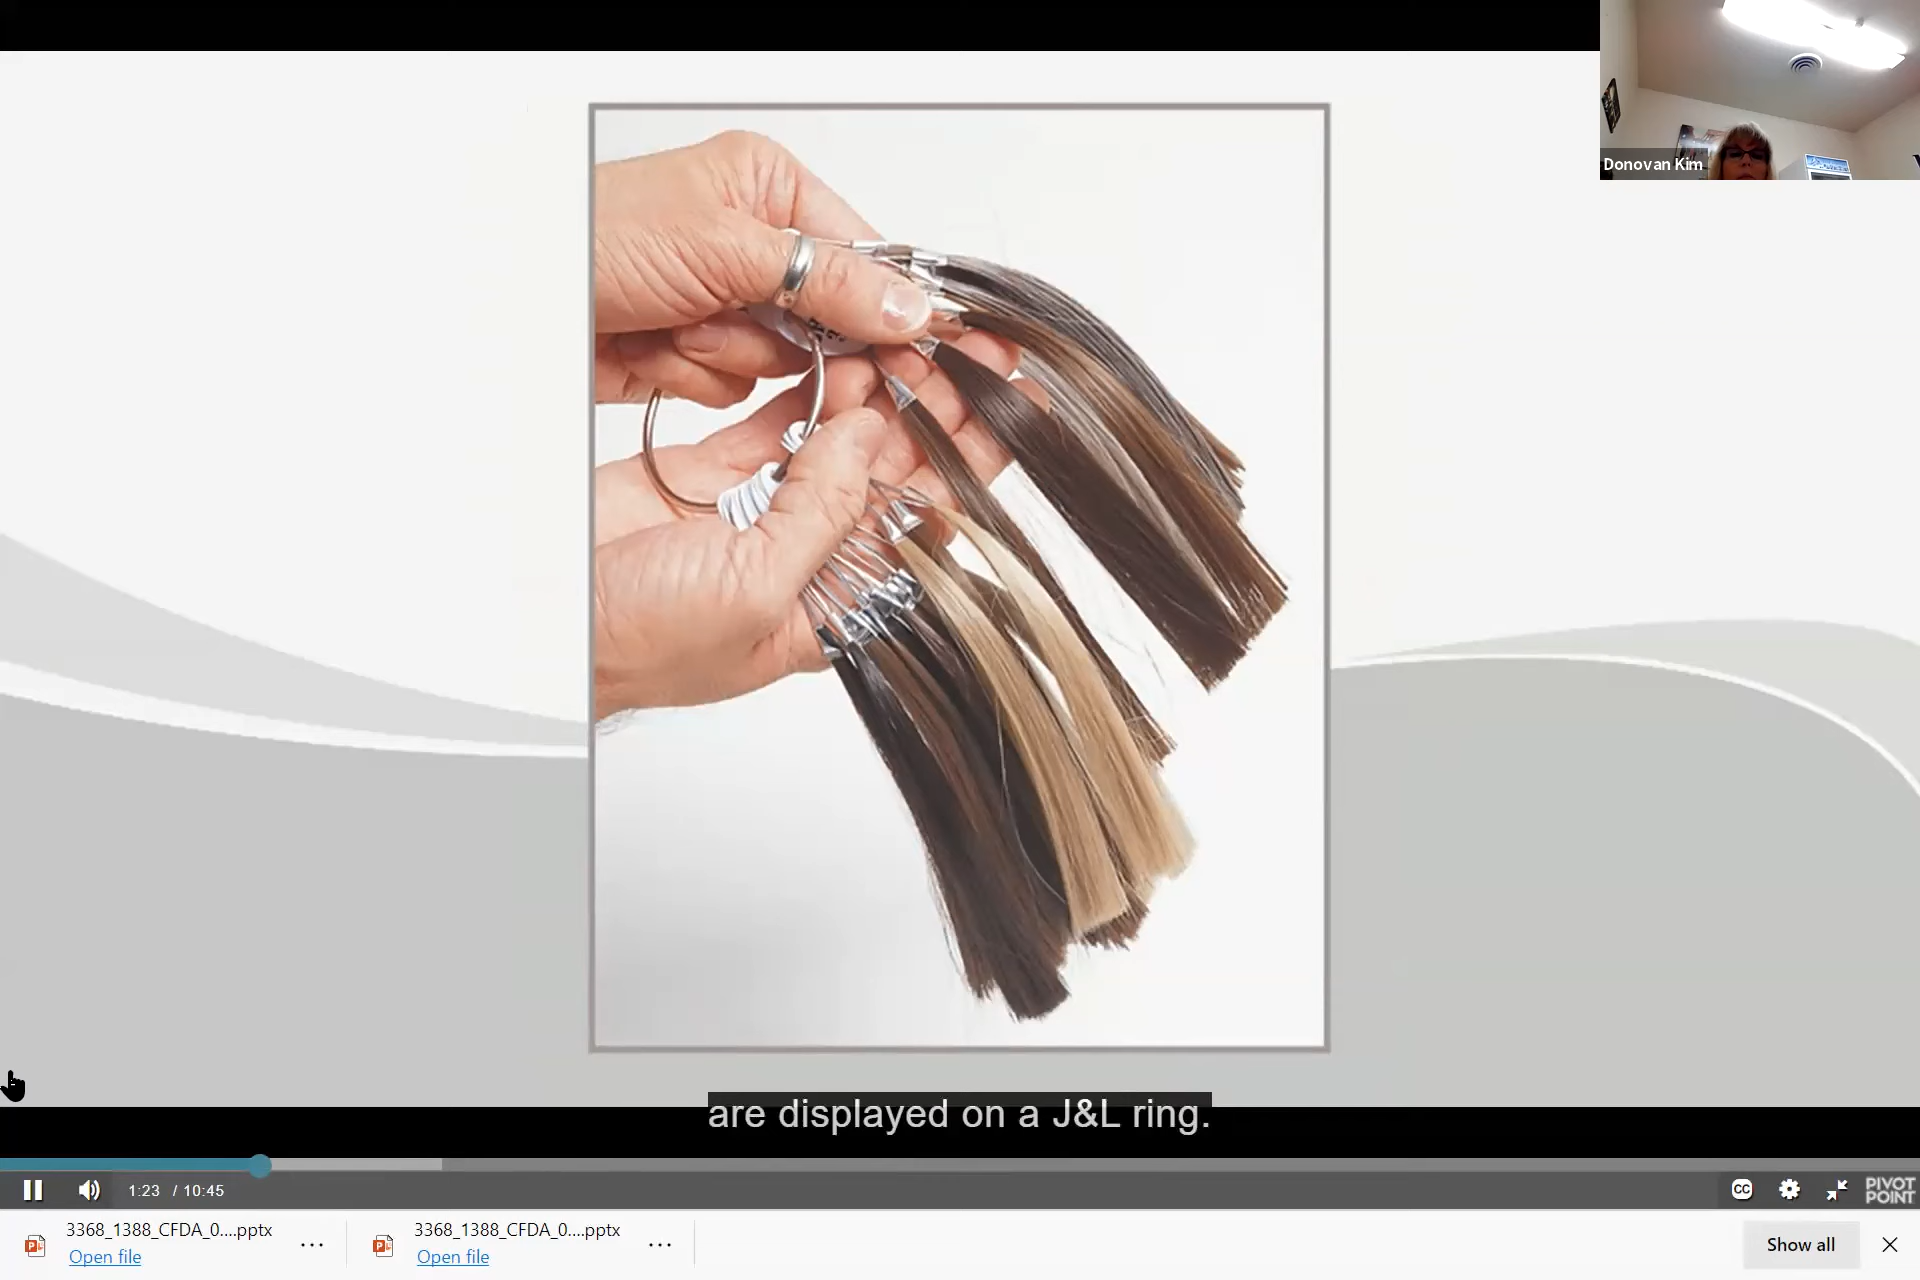 Donovan Kim
are displayed on a J&L ring.
1:23 / 10:45
CC
PIVOT
POINT
3368_1388_CFDA_0....pptx
Open file
3368_1388_CFDA_0....pptx
Open file
Show all